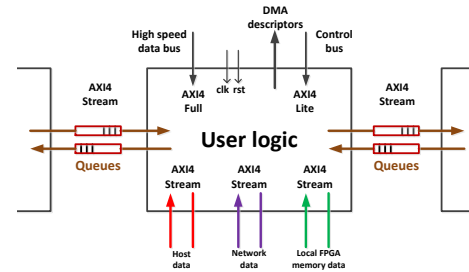 High speed
data bus
DMA
descriptors
Control
bus
clk rst
AXI4
Stream
AXI4
Full
AXI4
Lite
AXI4
Stream
User logic
Queues
Queues
AXI4
Stream
AXI4
Stream
AXI4
Stream
Host
data
Network
data
Local FPGA
memory data